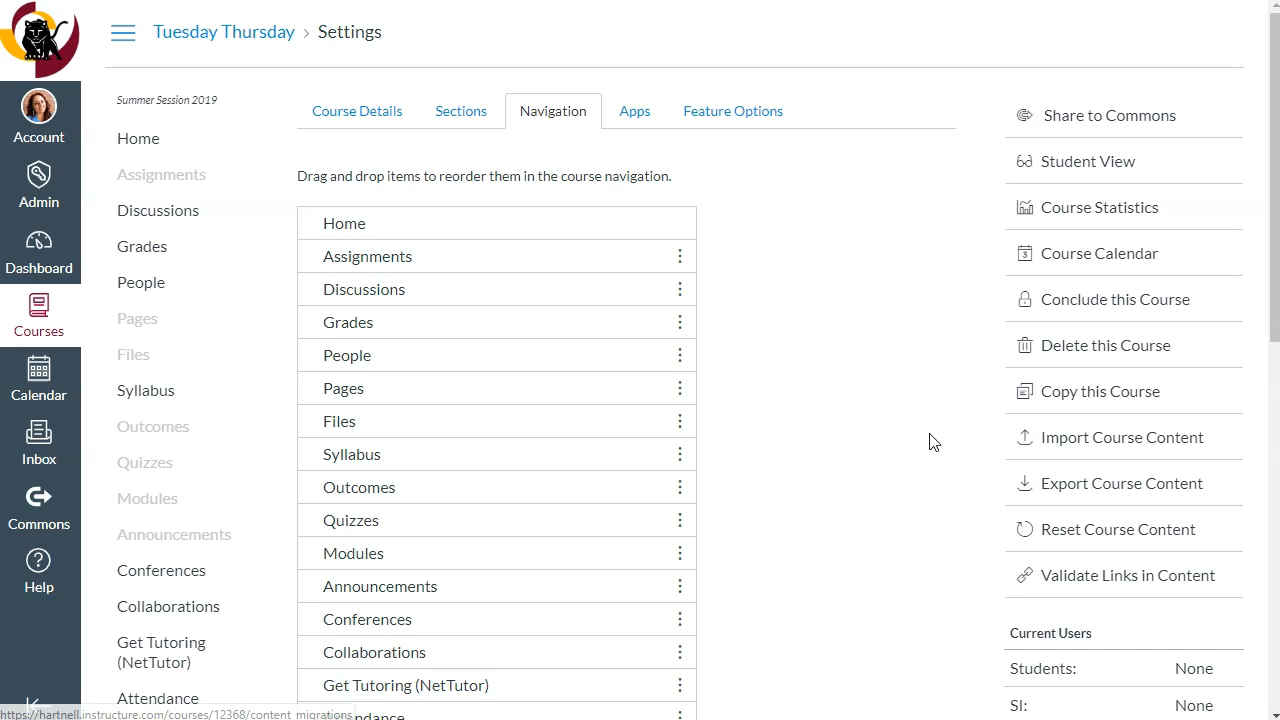 Tuesday Thursday > Settings
Account
Admin
Dashboard
Courses
Calendar
Inbox
Commons
Help
Summer Session 2019
Home
Assignments
Discussions
Grades
People
Pages
Files
Syllabus
Outcomes
Quizzes
Modules
Announcements
Conferences
Collaborations
Get Tutoring
(NetTutor)
Attendance
Course Details
Sections
Navigation
Apps
Feature Options
Drag and drop items to reorder them in the course navigation.
Home
Assignments
Discussions
Grades
People
Pages
Files
Syllabus
Outcomes
Quizzes
Modules
Announcements
Conferences
Collaborations
Get Tutoring (NetTutor)
Share to Commons
Student View
Course Statistics
3
Course Calendar
Conclude this Course
Delete this Course
Copy this Course
Import Course Content
Export Course Content
Reset Course Content
Validate Links in Content
Current Users
Students: None
SI: None
https://hartnell.instructure.com/courses/12368/content_migrations